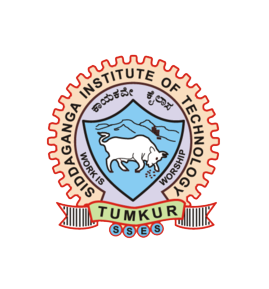 SIDDAGANGA INSTITUTE OF TECHNOLOGY
ಕಾಯಕವೇ ಕೈಲಾಸ
WORK IS WORSHIP
TUMKUR
SSES